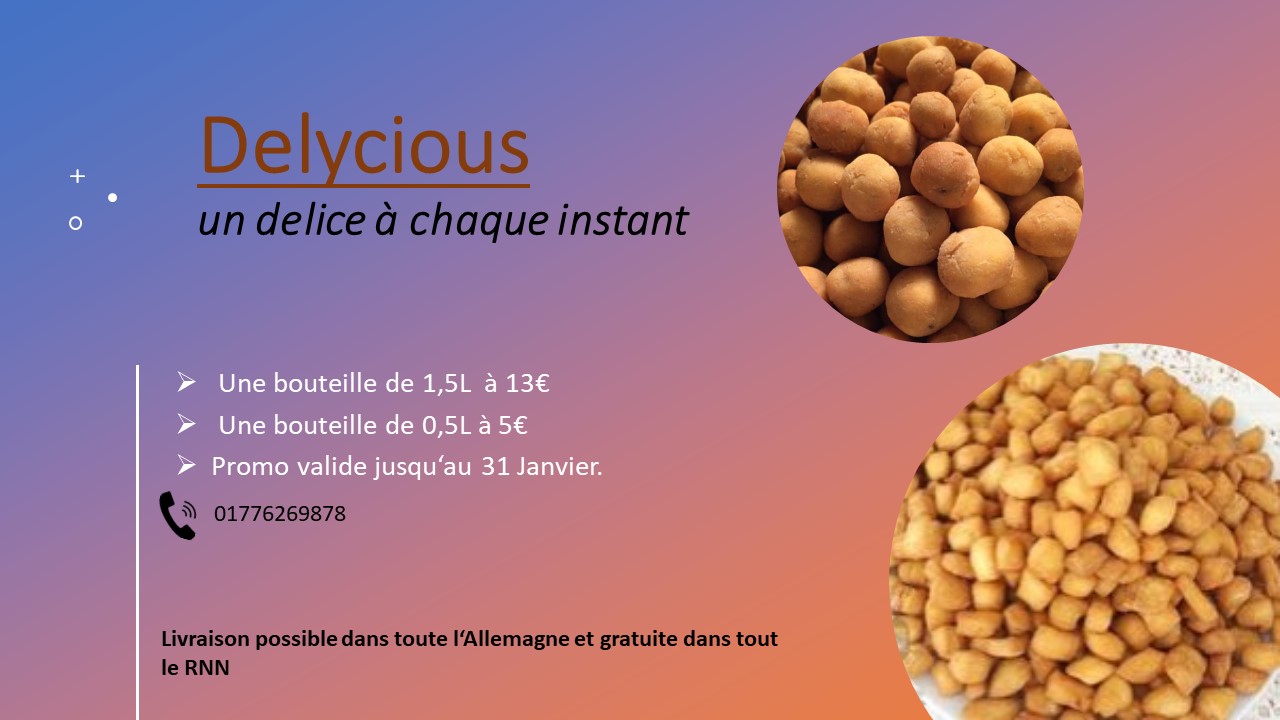 Delycious
un delice à chaque instant
Une bouteille de 1,5L à 13€
Une bouteille de 0,5L à 5€
Promo valide jusqu‘au 31 Janvier.
01776269878
Livraison possible dans toute l‘Allemagne et gratuite dans tout
le RNN